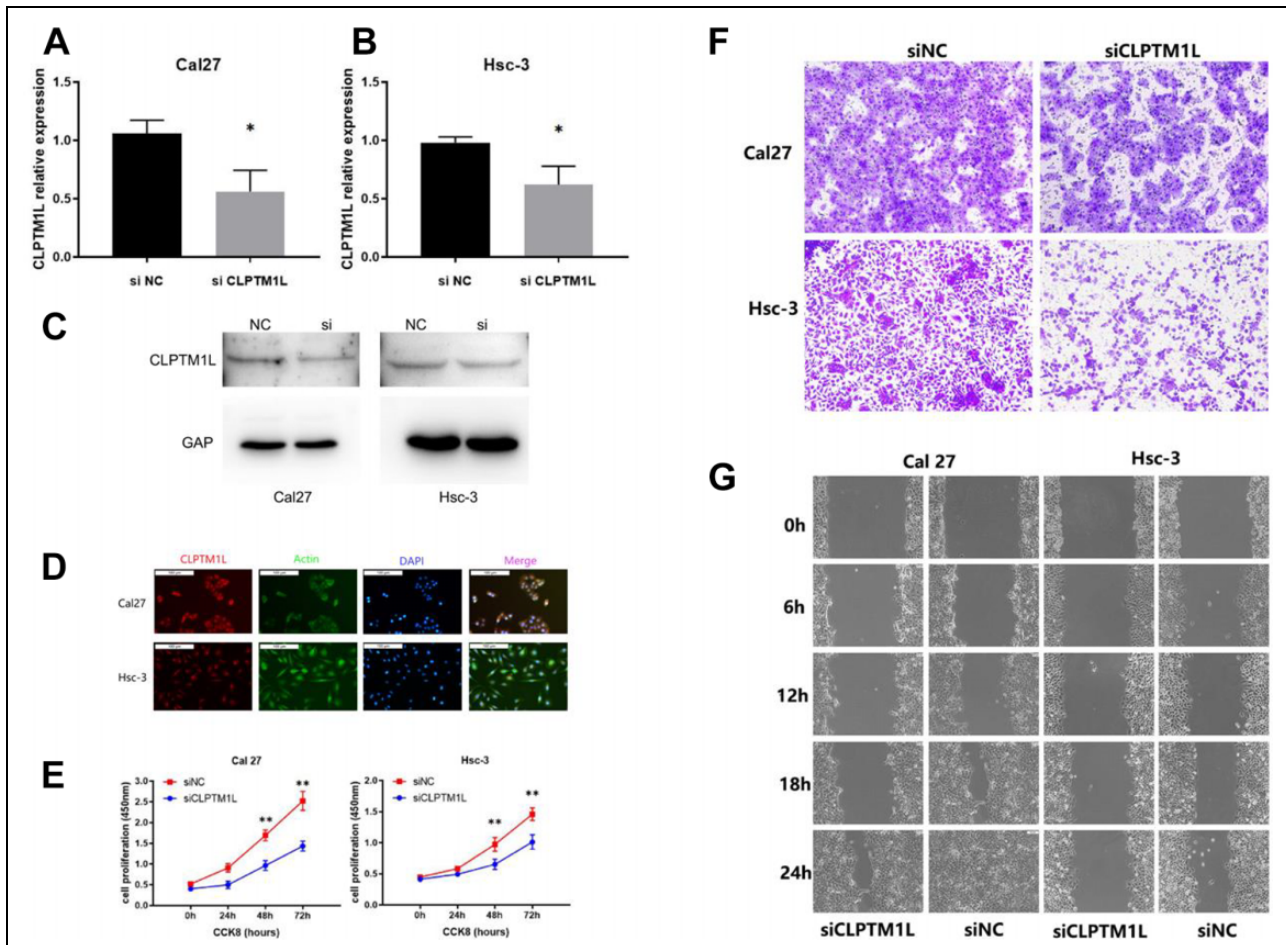 A
Cal27
CLPTM1L relative expression
1.5
1.0
0.5
0.0
*
si NC
si CLPTM1L
B
Hsc-3
CLPTM1L relative expression
1.5
1.0
0.5
0.0
*
si NC
si CLPTM1L
C
NC
si
NC
si
CLPTM1L
GAP
Cal27
Hsc-3
D
CLPTM1L
Actin
DAPI
Merge
Cal27
Hsc-3
E
Cal 27
siNC
siCLPTM1L
cell proliferation (450nm)
3.0
2.5
2.0
1.5
1.0
0.5
0.0
**
**
0h
24h
48h
72h
CCK8 (hours)
Hsc-3
siNC
siCLPTM1L
cell proliferation (450nm)
2.0
1.5
1.0
0.5
0.0
**
**
0h
24h
48h
72h
CCK8 (hours)
F
siNC
siCLPTM1L
Cal27
Hsc-3
G
Cal 27
Hsc-3
0h
6h
12h
18h
24h
siCLPTM1L
siNC
siCLPTM1L
siNC